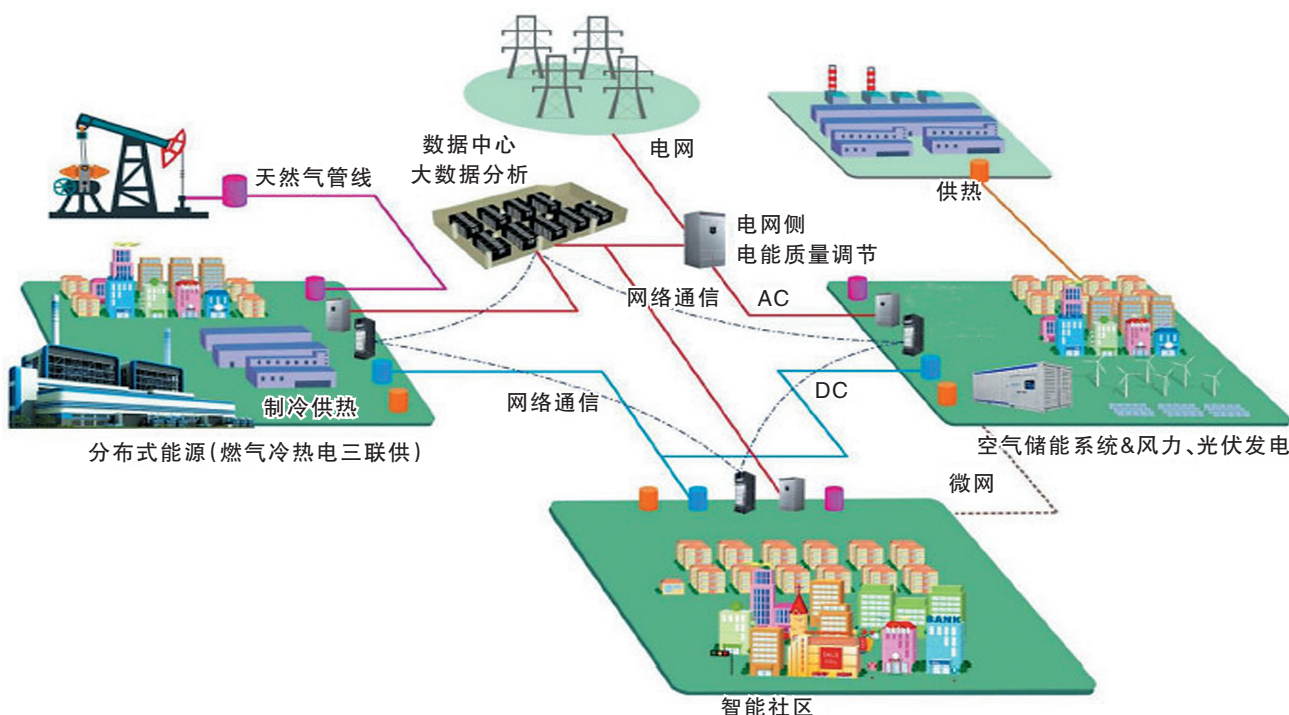 电网
数据中心
大数据分析
天然气管线
供热
电网侧
电能质量调节
网络通信
AC
制冷供热
网络通信
DC
分布式能源(燃气冷热电三联供)
空气储能系统&风力、光伏发电
微网
BANK
SALE
智能社区